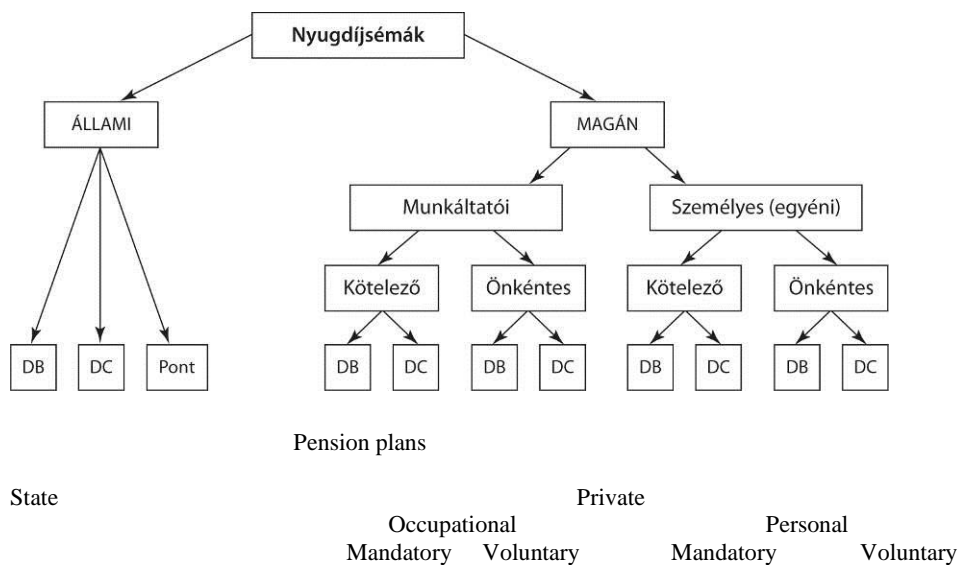 Nyugdíjsémák
ÁLLAMI MAGÁN
Munkáltatói Személyes (egyéni)
Kötelező Önkéntes Kötelező Önkéntes
DB DC Pont DB DC DB DC DB DC DB DC
Pension plans
State Private
Occupational Personal
Mandatory Voluntary Mandatory Voluntary